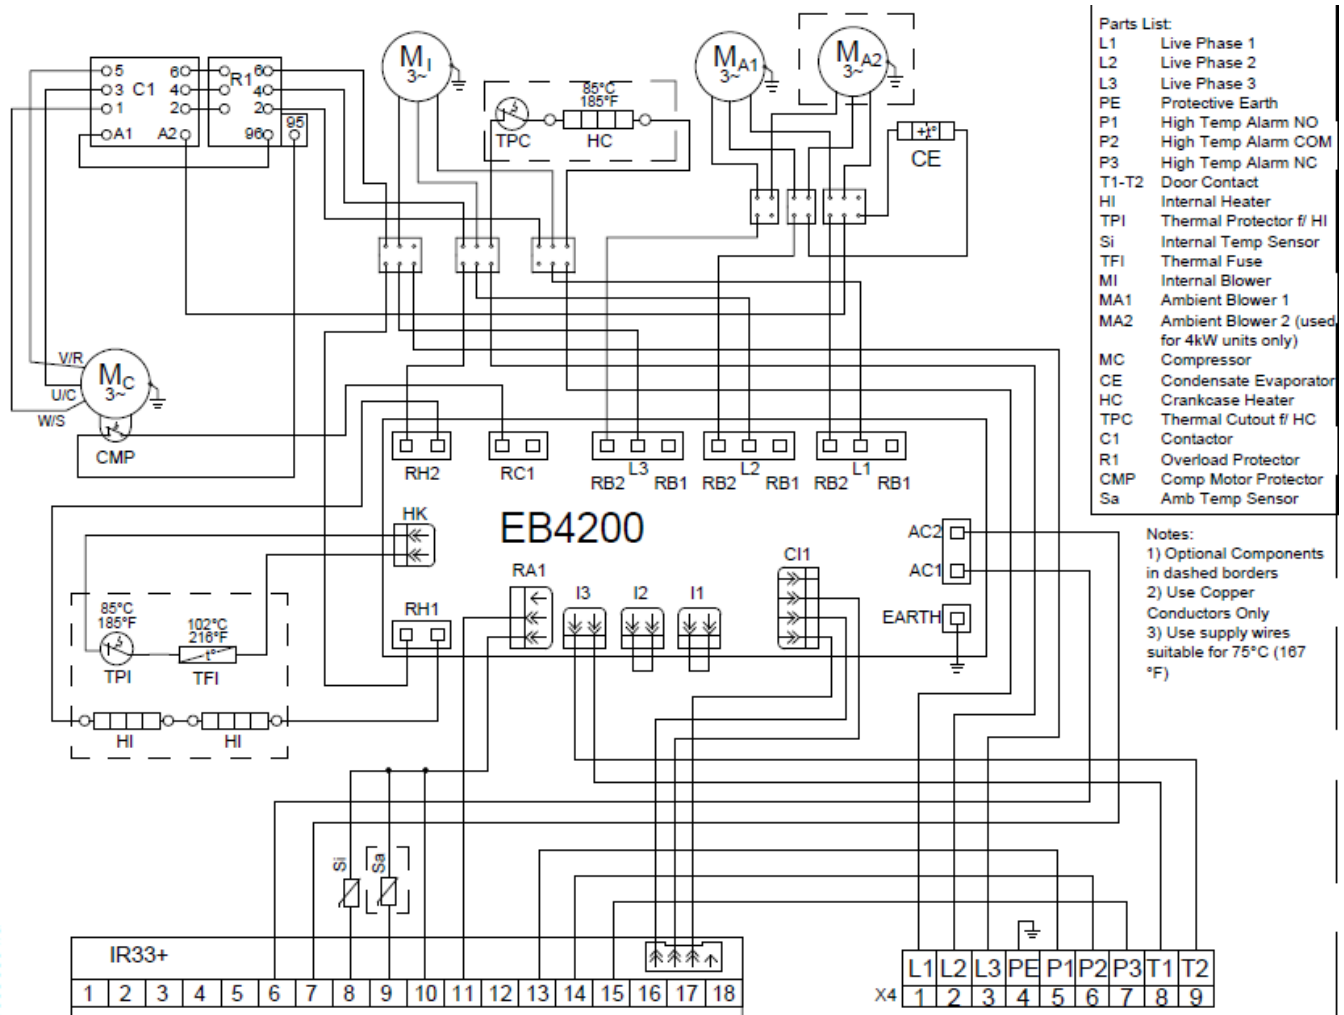 Parts List:
L1 Live Phase 1
L2 Live Phase 2
L3 Live Phase 3
PE Protective Earth
P1 High Temp Alarm NO
P2 High Temp Alarm COM
P3 High Temp Alarm NC
T1-T2 Door Contact
HI Internal Heater
TPI Thermal Protector f/ HI
Si Internal Temp Sensor
TFI Thermal Fuse
MI Internal Blower
MA1 Ambient Blower 1
MA2 Ambient Blower 2 (used
for 4kW units only)
MC Compressor
CE Condensate Evaporator
HC Crankcase Heater
TPC Thermal Cutout f/ HC
C1 Contactor
R1 Overload Protector
CMP Comp Motor Protector
Sa Amb Temp Sensor
Notes:
1) Optional Components
in dashed borders
2) Use Copper
Conductors Only
3) Use supply wires
suitable for 75°C (167
°F)
5 6 R1 6
3 C1 4 4
1 2 2
A1 A2 96 95
MI
3~
85°C
185°F
TPC HC
MA1
3~
MA2
3~
+t°
CE
V/R
U/C
W/S
MC
3~
CMP
RH2 RC1
RB2 L3 RB1
RB2 L2 RB1
RB2 L1 RB1
HK
EB4200
AC2
AC1
EARTH
CI1
RA1
I3 I2 I1
RH1
85°C
185°F
102°C
216°F
t°
TPI TFI
HI HI
Si Sa
IR33+
1 2 3 4 5 6 7 8 9 10 11 12 13 14 15 16 17 18
L1 L2 L3 PE P1 P2 P3 T1 T2
X4 1 2 3 4 5 6 7 8 9